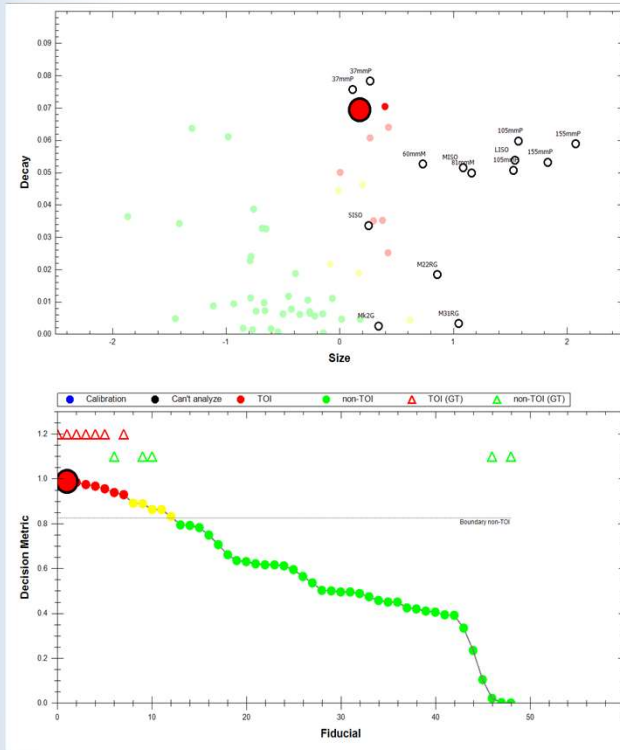 0.09
0.08
0.07
0.06
0.05
0.04
0.03
0.02
0.01
0.00
Decay
37mmP
37mmP
105mmP
155mmP
LISO
60mmM
MISO
81mmM
105mmP
155mmP
SISO
M22RG
Mk2G
M31RG
-2 -1 0 1 2
Size
Calibration Can't analyze TOI non-TOI TOI (GT) non-TOI (GT)
1.2
1.0
0.8
0.6
0.4
0.2
0.0
Decision Metric
Boundary non-TOI
0 10 20 30 40 50
Fiducial